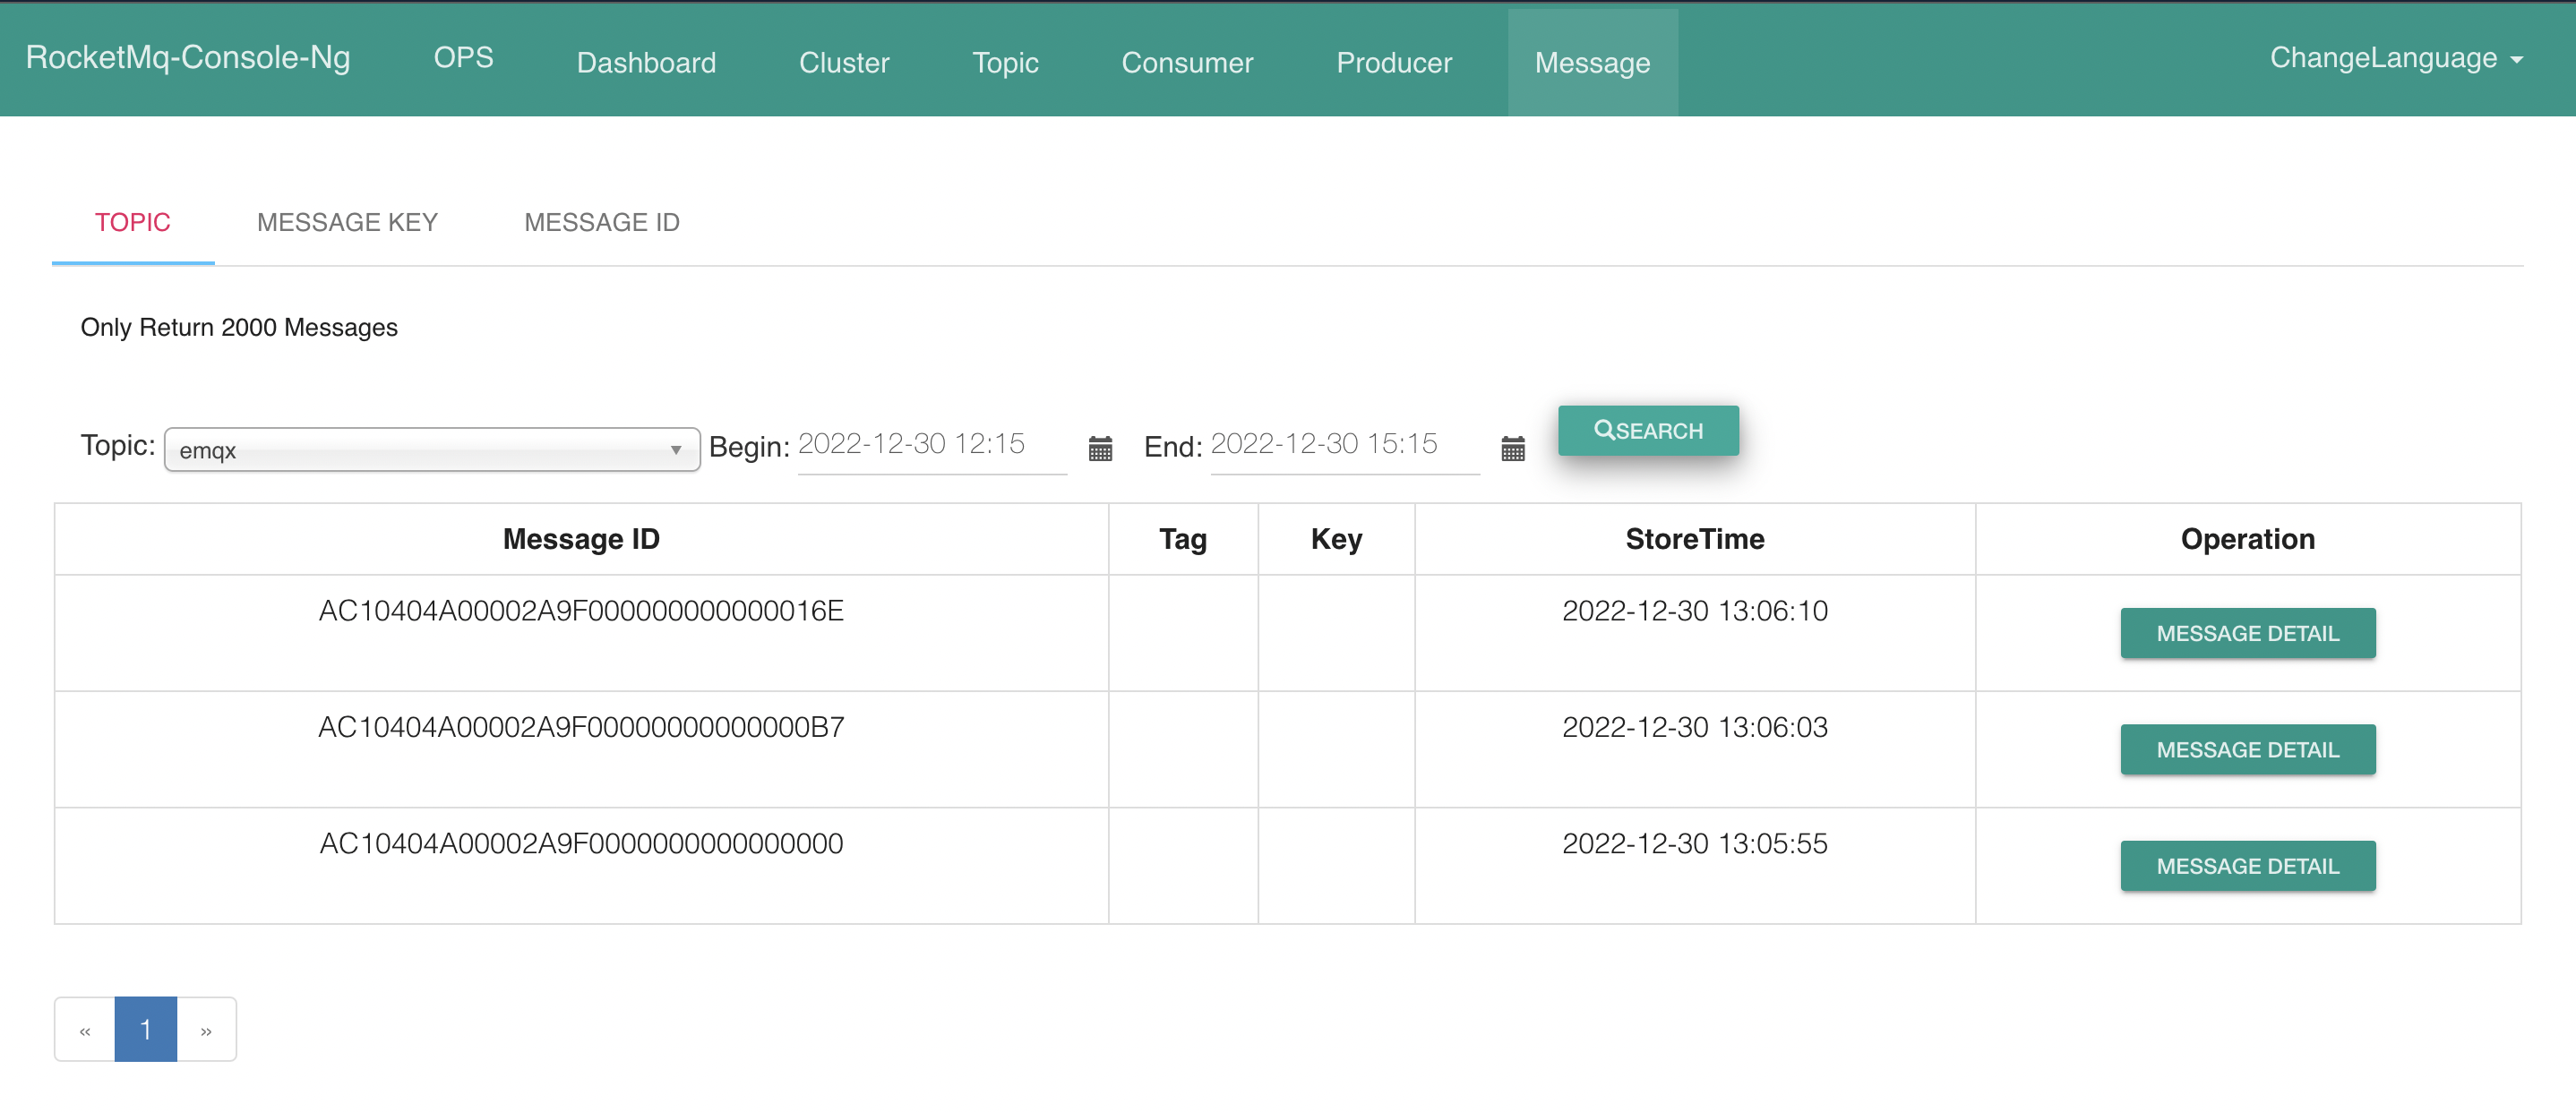 RocketMq-Console-Ng OPS Dashboard Cluster Topic Consumer Producer Message ChangeLanguage
TOPIC MESSAGE KEY MESSAGE ID
Only Return 2000 Messages
Topic: emqx Begin: 2022-12-30 12:15 End: 2022-12-30 15:15 SEARCH
Message ID Tag Key StoreTime Operation
AC10404A00002A9F000000000000016E 2022-12-30 13:06:10 MESSAGE DETAIL
AC10404A00002A9F00000000000000B7 2022-12-30 13:06:03 MESSAGE DETAIL
AC10404A00002A9F0000000000000000 2022-12-30 13:05:55 MESSAGE DETAIL
« 1 »